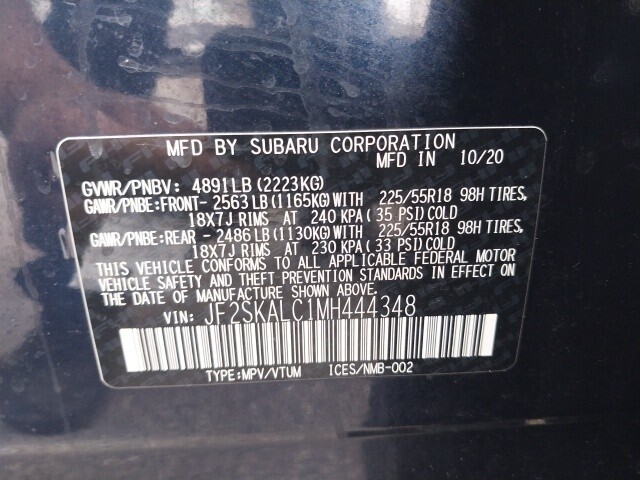 MFD BY SUBARU CORPORATION
MFD IN 10/20
GVWR/PNBV: 4891LB (2223KG)
GAWR/PNBE:FRONT- 2563 LB (1165KG) WITH 225/55R18 98H TIRES,
18X7J RIMS AT 240 KPA ( 35 PSI) COLD
GAWR/PNBE:REAR - 2486 LB (1130KG) WITH 225/55R18 98H TIRES,
18X7J RIMS AT 230 KPA ( 33 PSI) COLD
THIS VEHICLE CONFORMS TO ALL APPLICABLE FEDERAL MOTOR
VEHICLE SAFETY AND THEFT PREVENTION STANDARDS IN EFFECT ON
THE DATE OF MANUFACTURE SHOWN ABOVE.
VIN: JF2SKALC1MH444348
TYPE:MPV/VTUM ICES/NMB-002